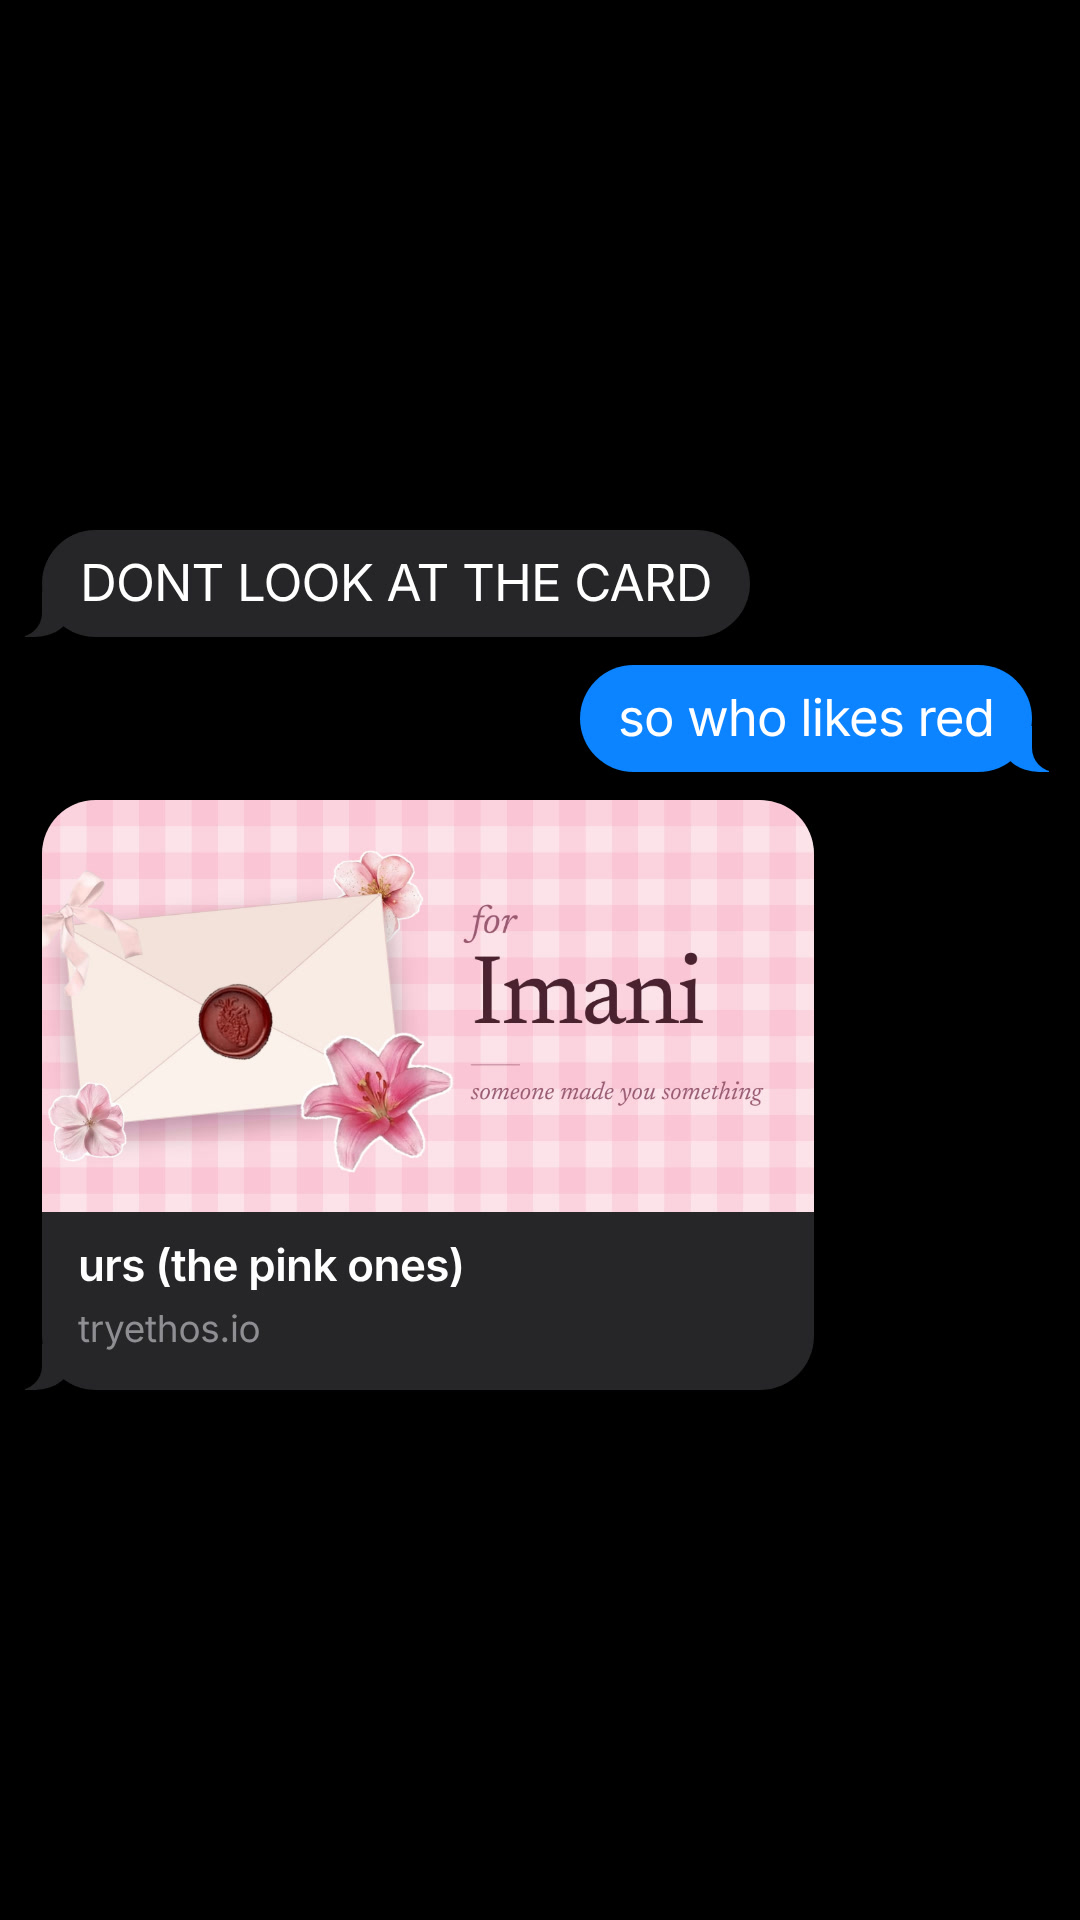 DONT LOOK AT THE CARD
so who likes red
for
Imani
someone made you something
urs (the pink ones)
tryethos.io